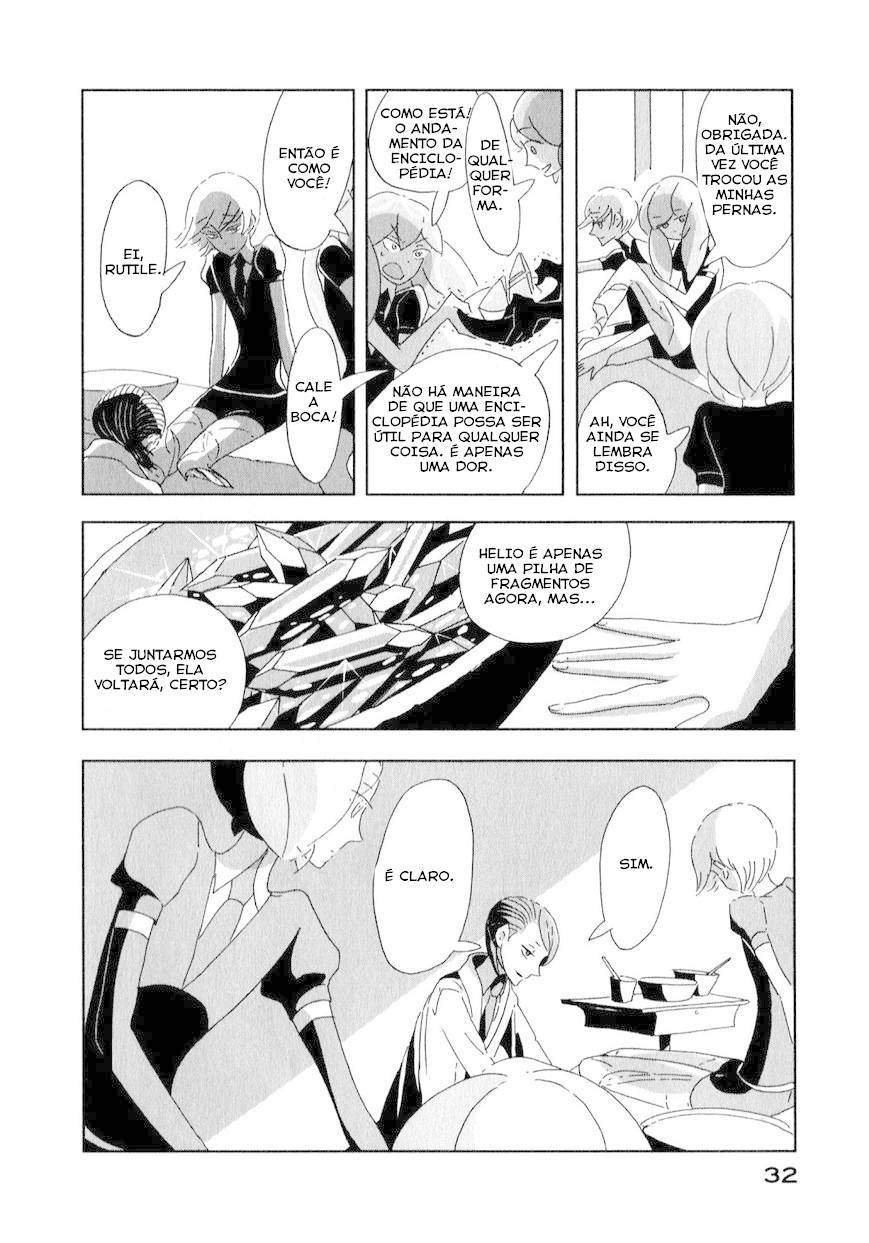 NÃO,
OBRIGADA.
DA ÚLTIMA
VEZ VOCÊ
TROCOU AS
MINHAS
PERNAS.
AH, VOCÊ
AINDA SE
LEMBRA
DISSO.
DE
QUAL-
QUER
FOR-
MA.
COMO ESTÁ!
O ANDA-
MENTO DA
ENCICLO-
PÉDIA!
NÃO HÁ MANEIRA
DE QUE UMA ENCI-
CLOPÉDIA POSSA SER
ÚTIL PARA QUALQUER
COISA. É APENAS
UMA DOR.
ENTÃO É
COMO
VOCÊ!
CALE
A
BOCA!
EI,
RUTILE.
HELIO É APENAS
UMA PILHA DE
FRAGMENTOS
AGORA, MAS...
SE JUNTARMOS
TODOS, ELA
VOLTARÁ, CERTO?
SIM.
É CLARO.
32